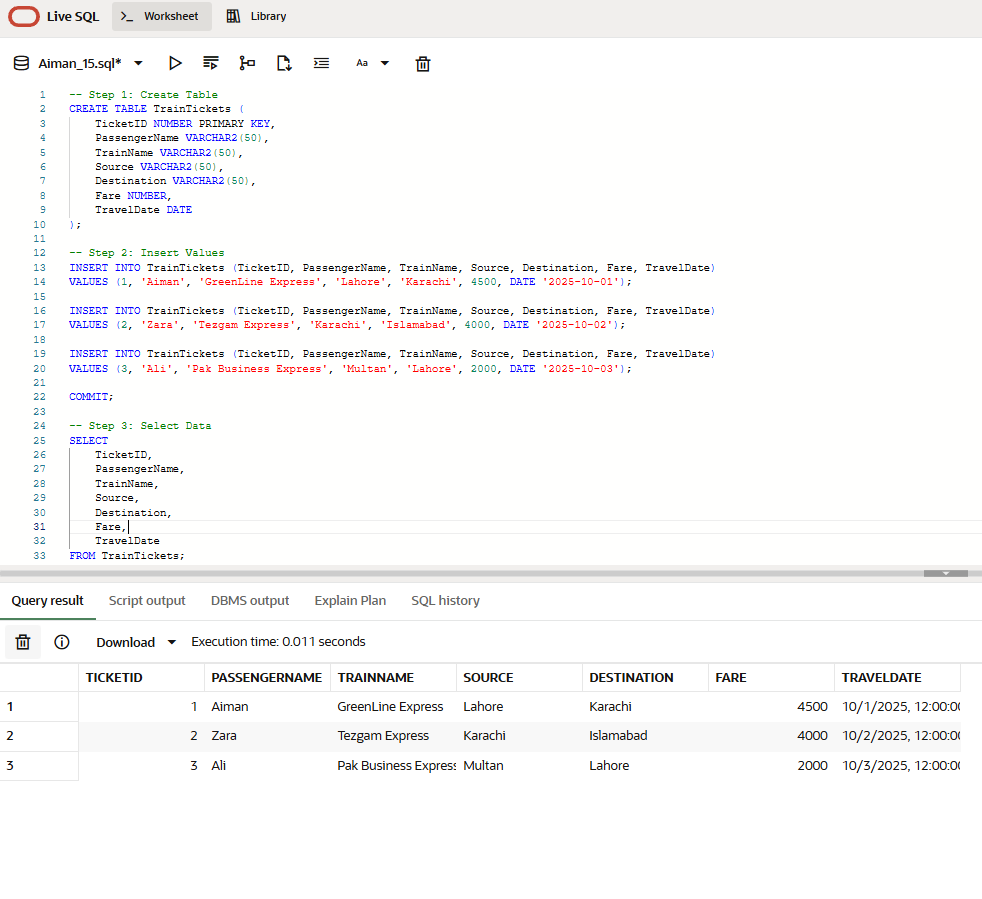 Live SQL >_ Worksheet Library
Aiman_15.sql* Aa
1 -- Step 1: Create Table
2 CREATE TABLE TrainTickets (
3 TicketID NUMBER PRIMARY KEY,
4 PassengerName VARCHAR2(50),
5 TrainName VARCHAR2(50),
6 Source VARCHAR2(50),
7 Destination VARCHAR2(50),
8 Fare NUMBER,
9 TravelDate DATE
10 );
11
12 -- Step 2: Insert Values
13 INSERT INTO TrainTickets (TicketID, PassengerName, TrainName, Source, Destination, Fare, TravelDate)
14 VALUES (1, 'Aiman', 'GreenLine Express', 'Lahore', 'Karachi', 4500, DATE '2025-10-01');
15
16 INSERT INTO TrainTickets (TicketID, PassengerName, TrainName, Source, Destination, Fare, TravelDate)
17 VALUES (2, 'Zara', 'Tezgam Express', 'Karachi', 'Islamabad', 4000, DATE '2025-10-02');
18
19 INSERT INTO TrainTickets (TicketID, PassengerName, TrainName, Source, Destination, Fare, TravelDate)
20 VALUES (3, 'Ali', 'Pak Business Express', 'Multan', 'Lahore', 2000, DATE '2025-10-03');
21
22 COMMIT;
23
24 -- Step 3: Select Data
25 SELECT
26 TicketID,
27 PassengerName,
28 TrainName,
29 Source,
30 Destination,
31 Fare,
32 TravelDate
33 FROM TrainTickets;
Query result Script output DBMS output Explain Plan SQL history
Download Execution time: 0.011 seconds
TICKETID PASSENGERNAME TRAINNAME SOURCE DESTINATION FARE TRAVELDATE
1 1 Aiman GreenLine Express Lahore Karachi 4500 10/1/2025, 12:00:00
2 2 Zara Tezgam Express Karachi Islamabad 4000 10/2/2025, 12:00:00
3 3 Ali Pak Business Express Multan Lahore 2000 10/3/2025, 12:00:00